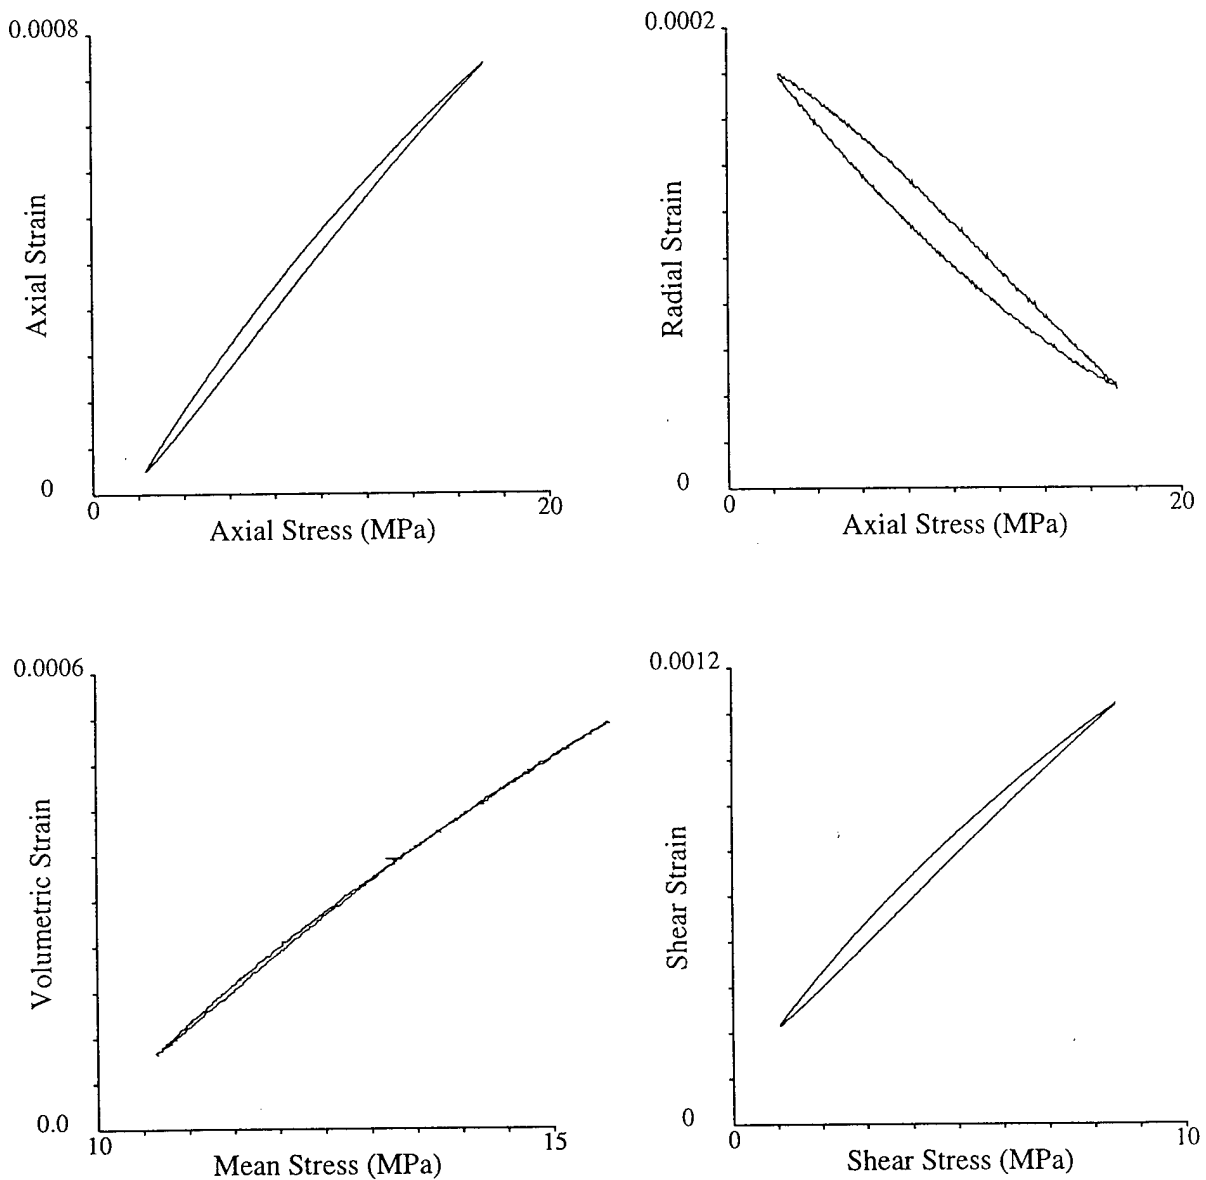 0.0008
Axial Strain
0
0
20
Axial Stress (MPa)
0.0002
Radial Strain
0
0
20
Axial Stress (MPa)
0.0006
Volumetric Strain
0.0
10
15
Mean Stress (MPa)
0.0012
Shear Strain
0
0
10
Shear Stress (MPa)